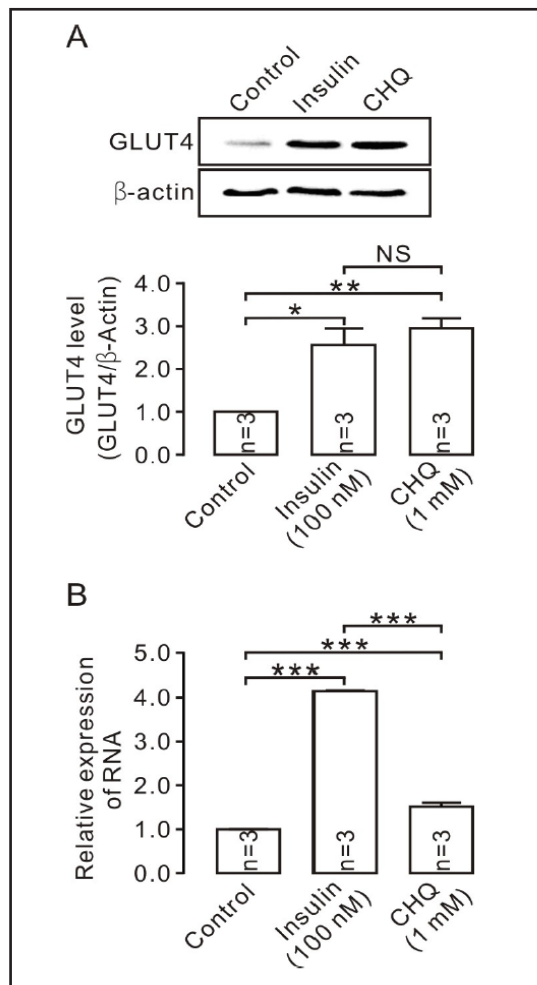 A
Control Insulin CHQ
GLUT4
β-actin
NS
**
*
GLUT4 level
(GLUT4/β-Actin)
4.0
3.0
2.0
1.0
0.0
n=3 n=3 n=3
Control Insulin (100 nM) CHQ (1 mM)
B
***
***
***
Relative expression
of RNA
5.0
4.0
2.0
1.0
0.0
n=3 n=3 n=3
Control Insulin (100 nM) CHQ (1 mM)